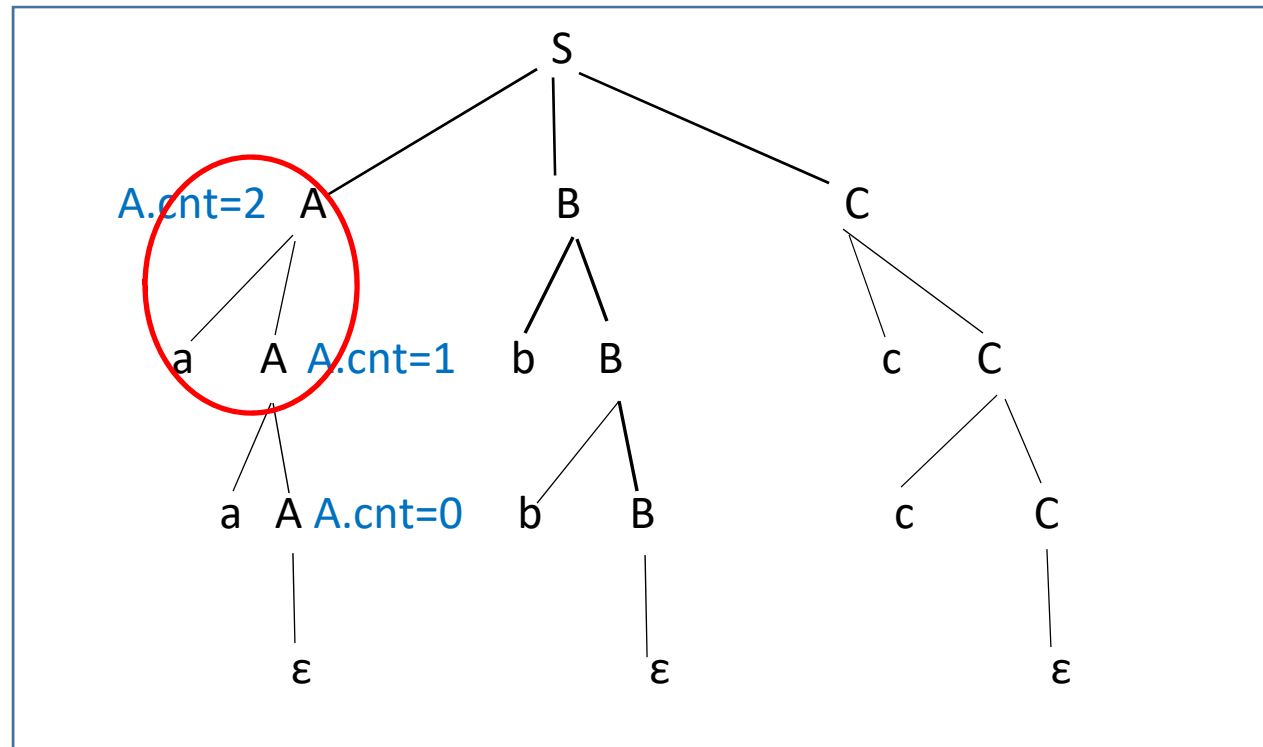 S
A.cnt=2 A B C
a A A.cnt=1 b B c C
a A A.cnt=0 b B c C
ε ε ε